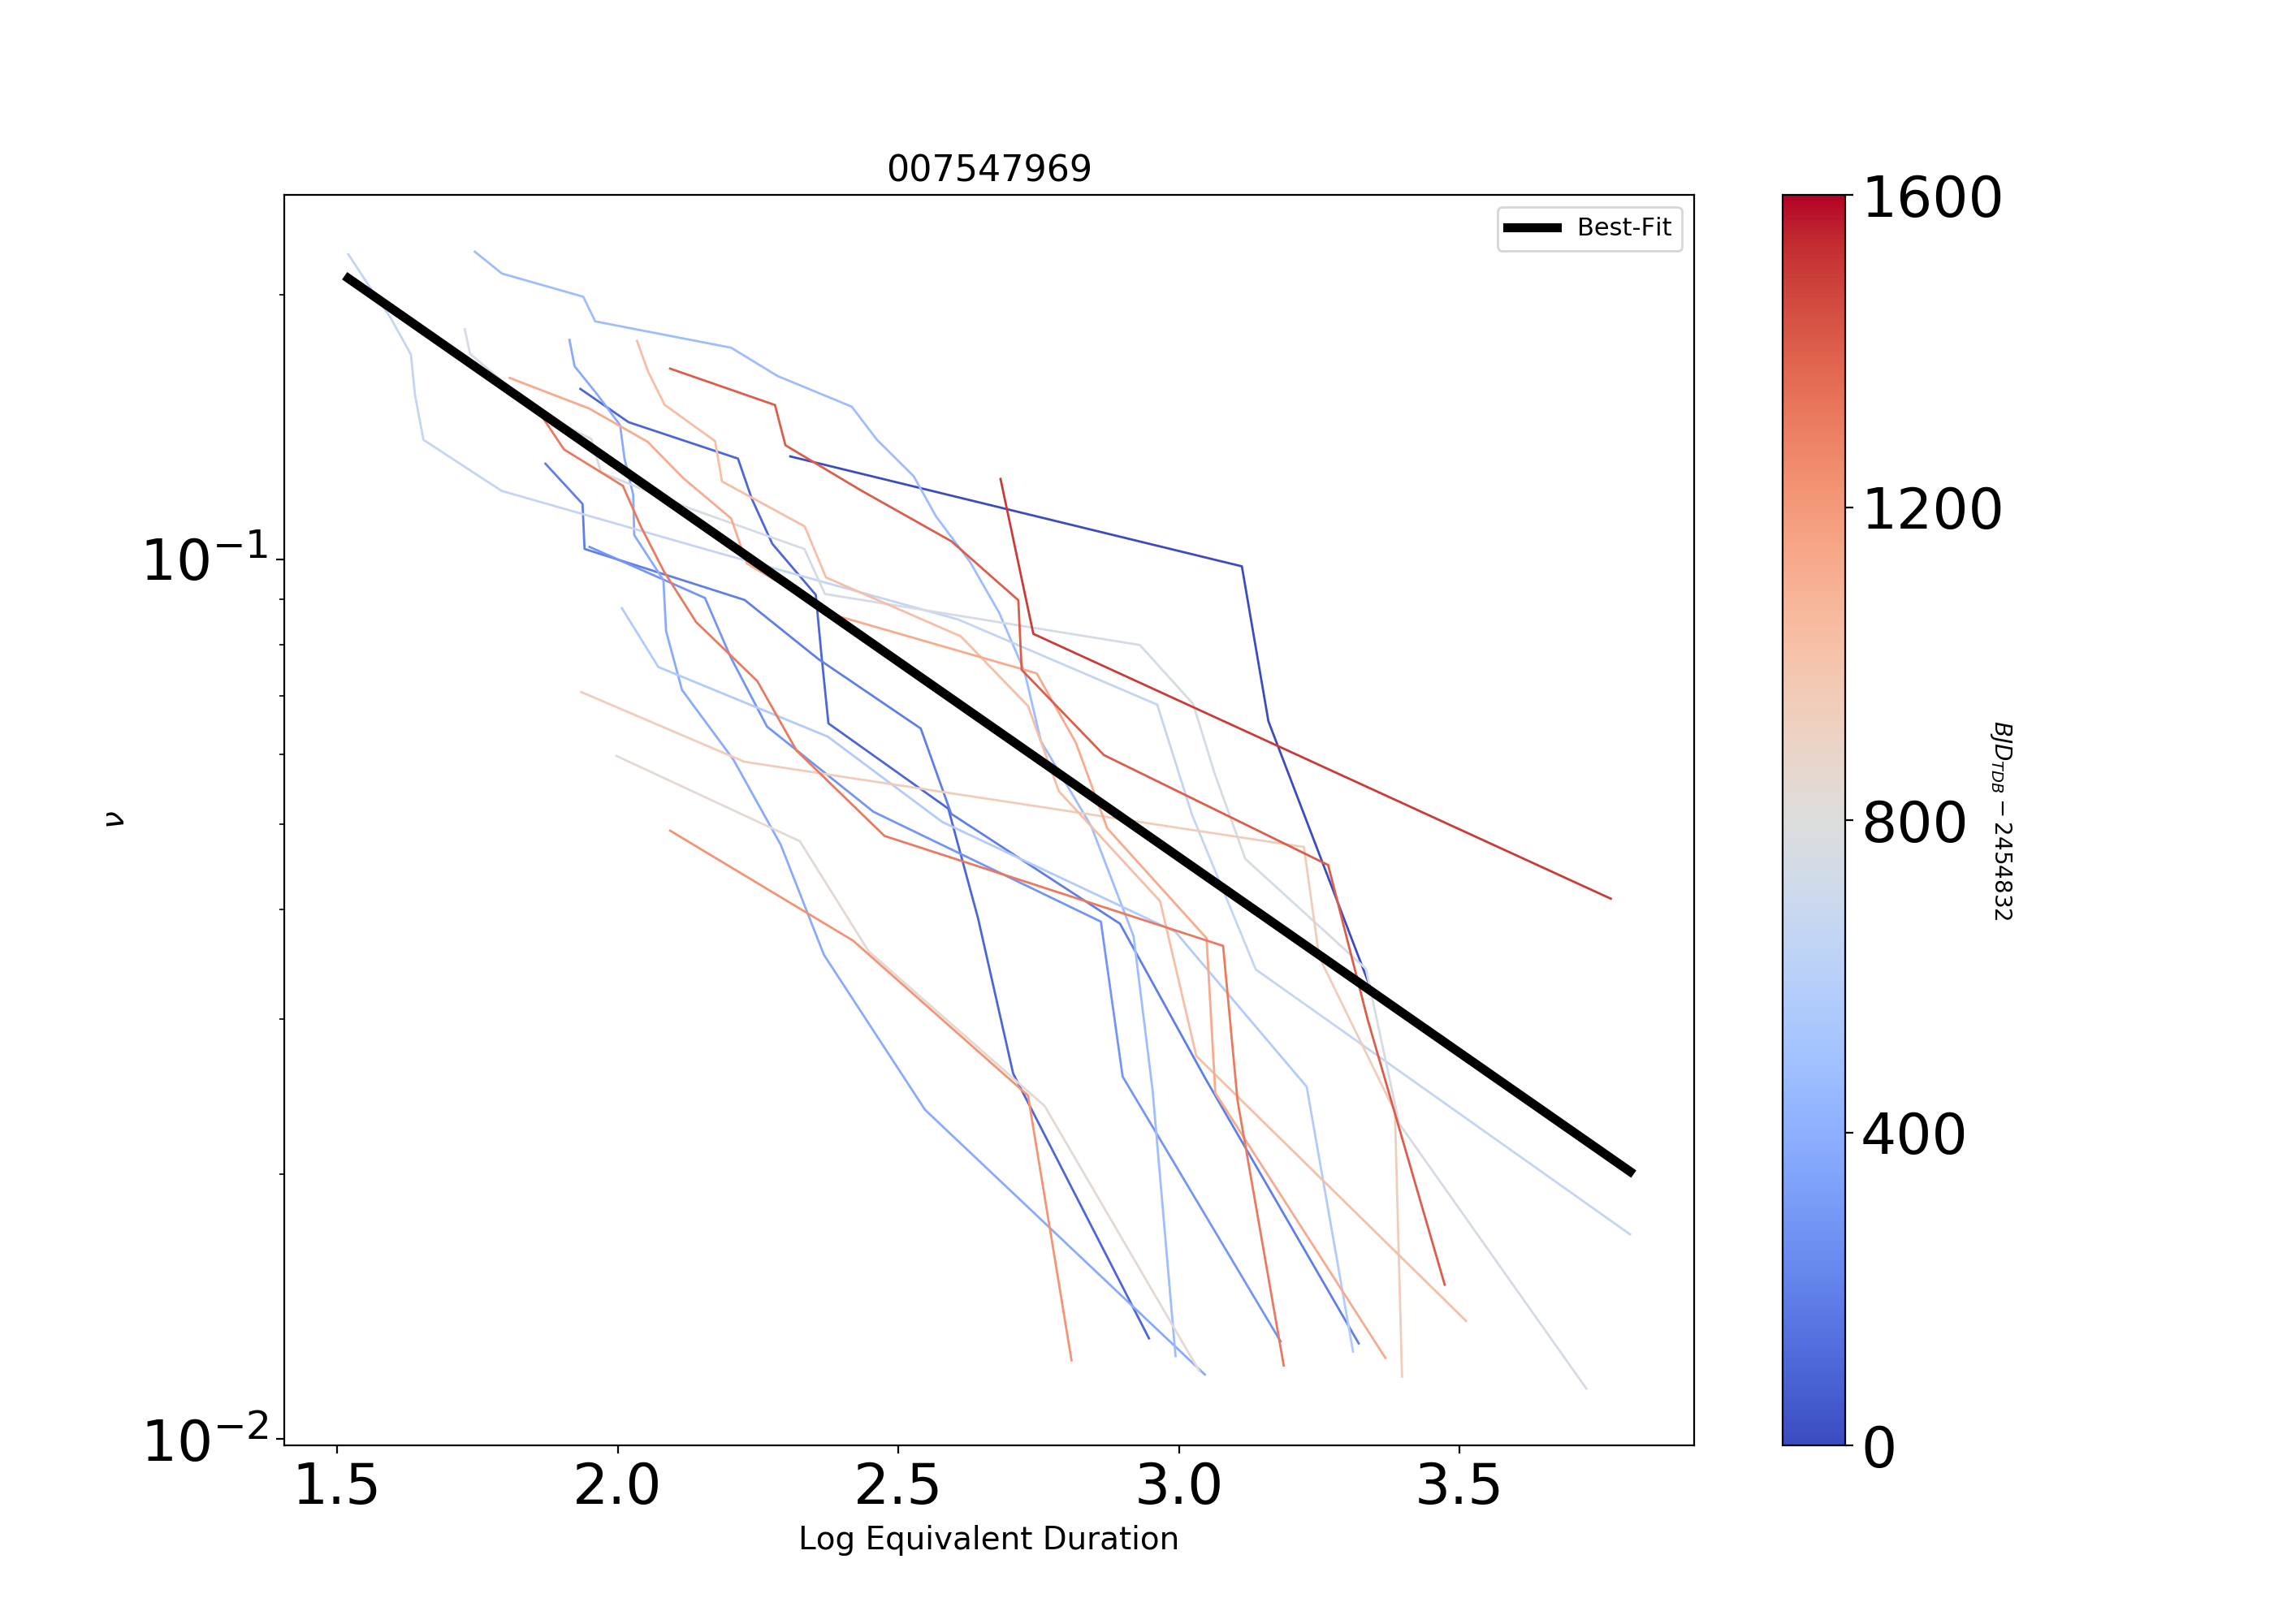 007547969
Best-Fit
10⁻¹
10⁻²
ν
1.5 2.0 2.5 3.0 3.5
Log Equivalent Duration
1600
1200
800
400
0
BJD_TDB − 2454832